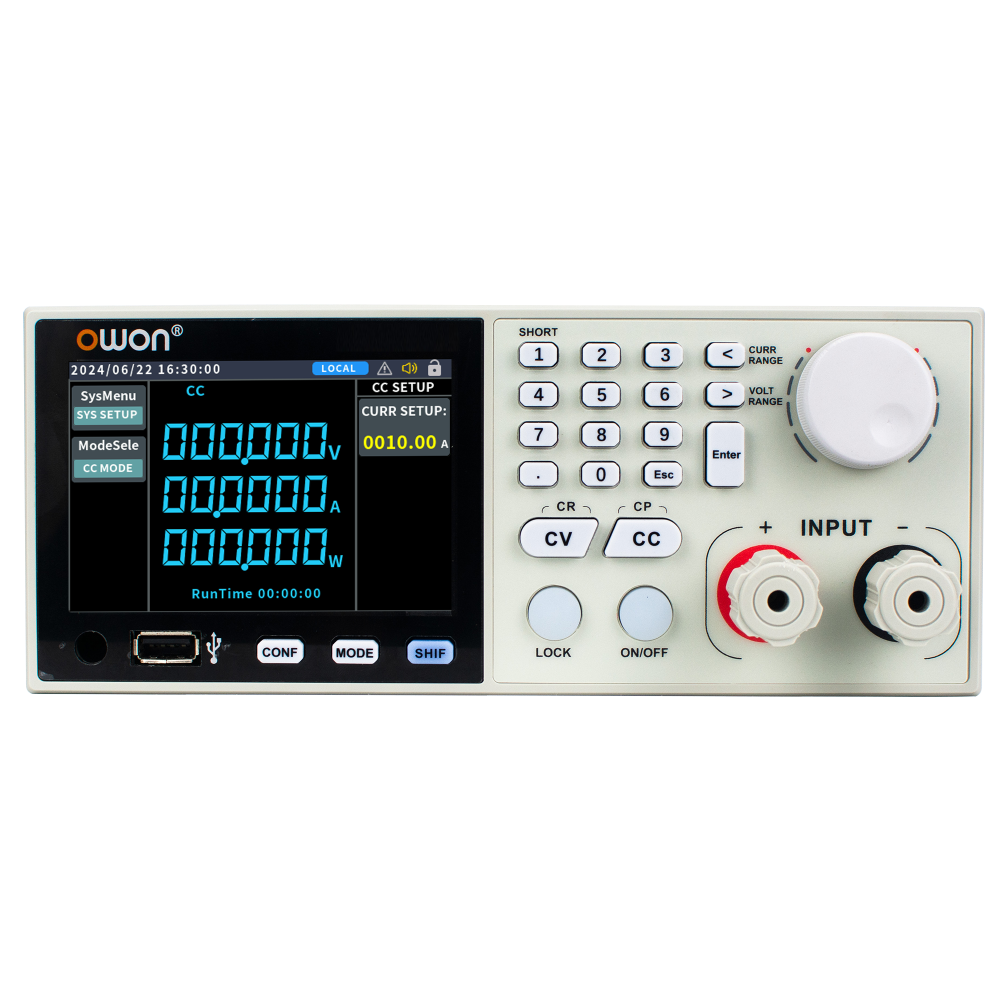 owon®
2024/06/22 16:30:00 LOCAL
SysMenu
SYS SETUP
ModeSele
CC MODE
CC
000.000V
000.000A
000.000W
RunTime 00:00:00
CC SETUP
CURR SETUP:
0010.00 A
CONF MODE SHIF
SHORT
1 2 3 < CURR RANGE
4 5 6 > VOLT RANGE
7 8 9 Enter
. 0 Esc
CR CP
CV CC
LOCK ON/OFF
+ INPUT -